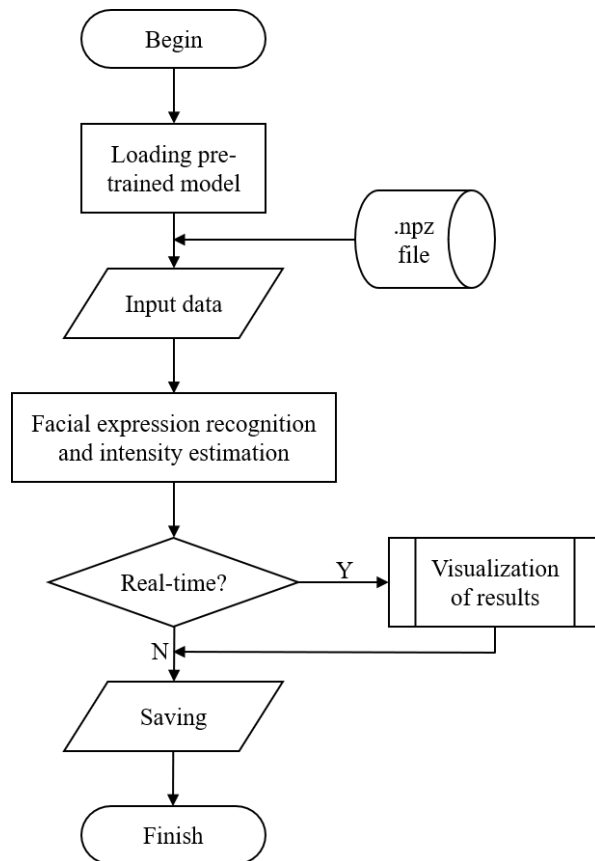 Begin
Loading pre-
trained model
.npz
file
Input data
Facial expression recognition
and intensity estimation
Real-time?
Y
Visualization
of results
N
Saving
Finish